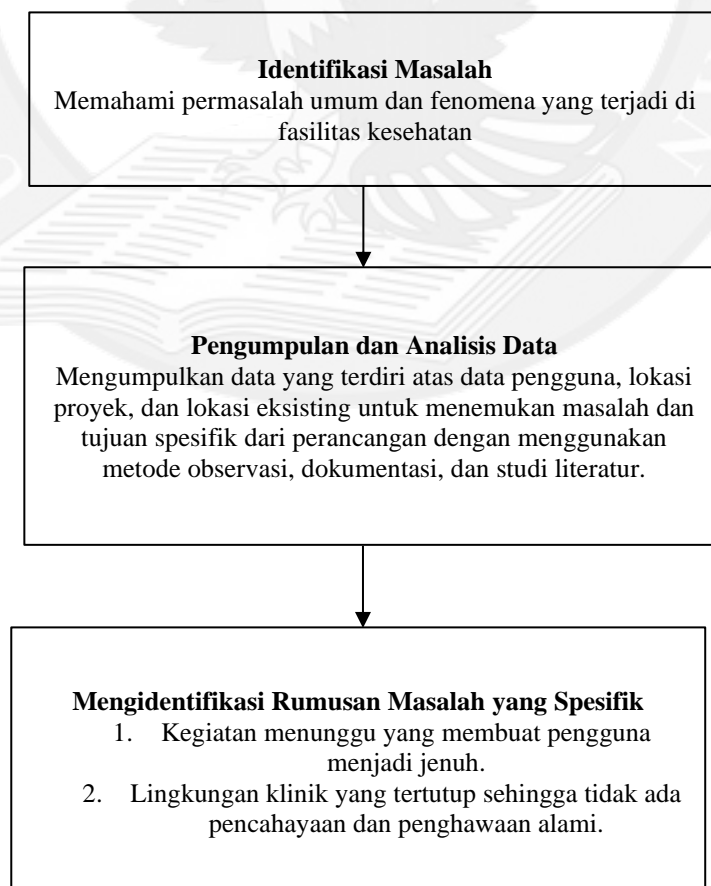 Identifikasi Masalah
Memahami permasalah umum dan fenomena yang terjadi di
fasilitas kesehatan
Pengumpulan dan Analisis Data
Mengumpulkan data yang terdiri atas data pengguna, lokasi
proyek, dan lokasi eksisting untuk menemukan masalah dan
tujuan spesifik dari perancangan dengan menggunakan
metode observasi, dokumentasi, dan studi literatur.
Mengidentifikasi Rumusan Masalah yang Spesifik
1. Kegiatan menunggu yang membuat pengguna
menjadi jenuh.
2. Lingkungan klinik yang tertutup sehingga tidak ada
pencahayaan dan penghawaan alami.